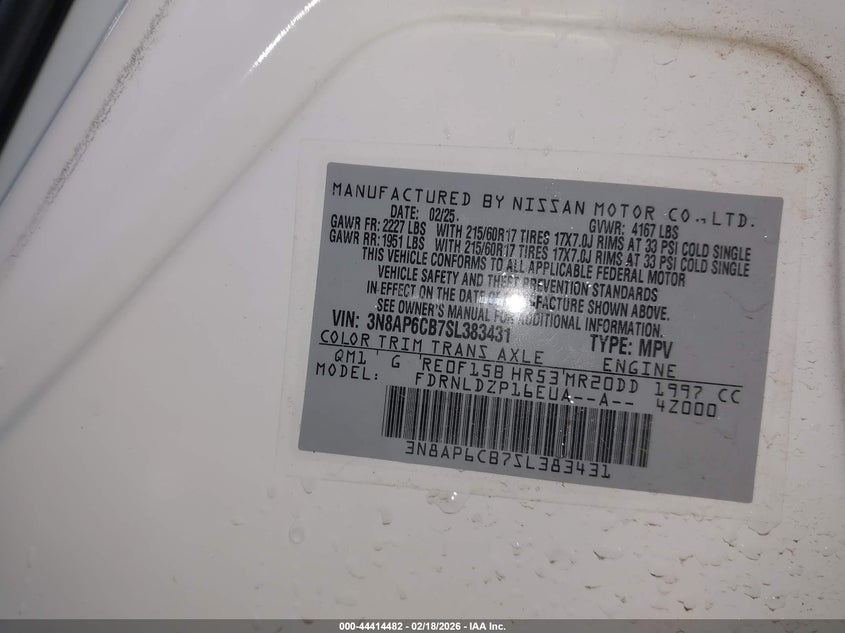 MANUFACTURED BY NISSAN MOTOR CO.,LTD.
DATE: 02/25. GVWR: 4167 LBS
GAWR FR: 2227 LBS WITH 215/60R17 TIRES 17X7.0J RIMS AT 33 PSI COLD SINGLE
GAWR RR: 1951 LBS WITH 215/60R17 TIRES 17X7.0J RIMS AT 33 PSI COLD SINGLE
THIS VEHICLE CONFORMS TO ALL APPLICABLE FEDERAL MOTOR
VEHICLE SAFETY AND THEFT PREVENTION STANDARDS
IN EFFECT ON THE DATE OF MANUFACTURE SHOWN ABOVE.
SEE OWNER'S MANUAL FOR ADDITIONAL INFORMATION.
VIN: 3N8AP6CB7SL383431 TYPE: MPV
COLOR TRIM TRANS AXLE ENGINE
QM1 ' G 'RE0F15B HR53'MR20DD 1997 CC
MODEL: FDRNLDZP16EUA--A-- 4Z000
3N8AP6CB7SL383431
000-44414482 - 02/18/2026 - IAA Inc.